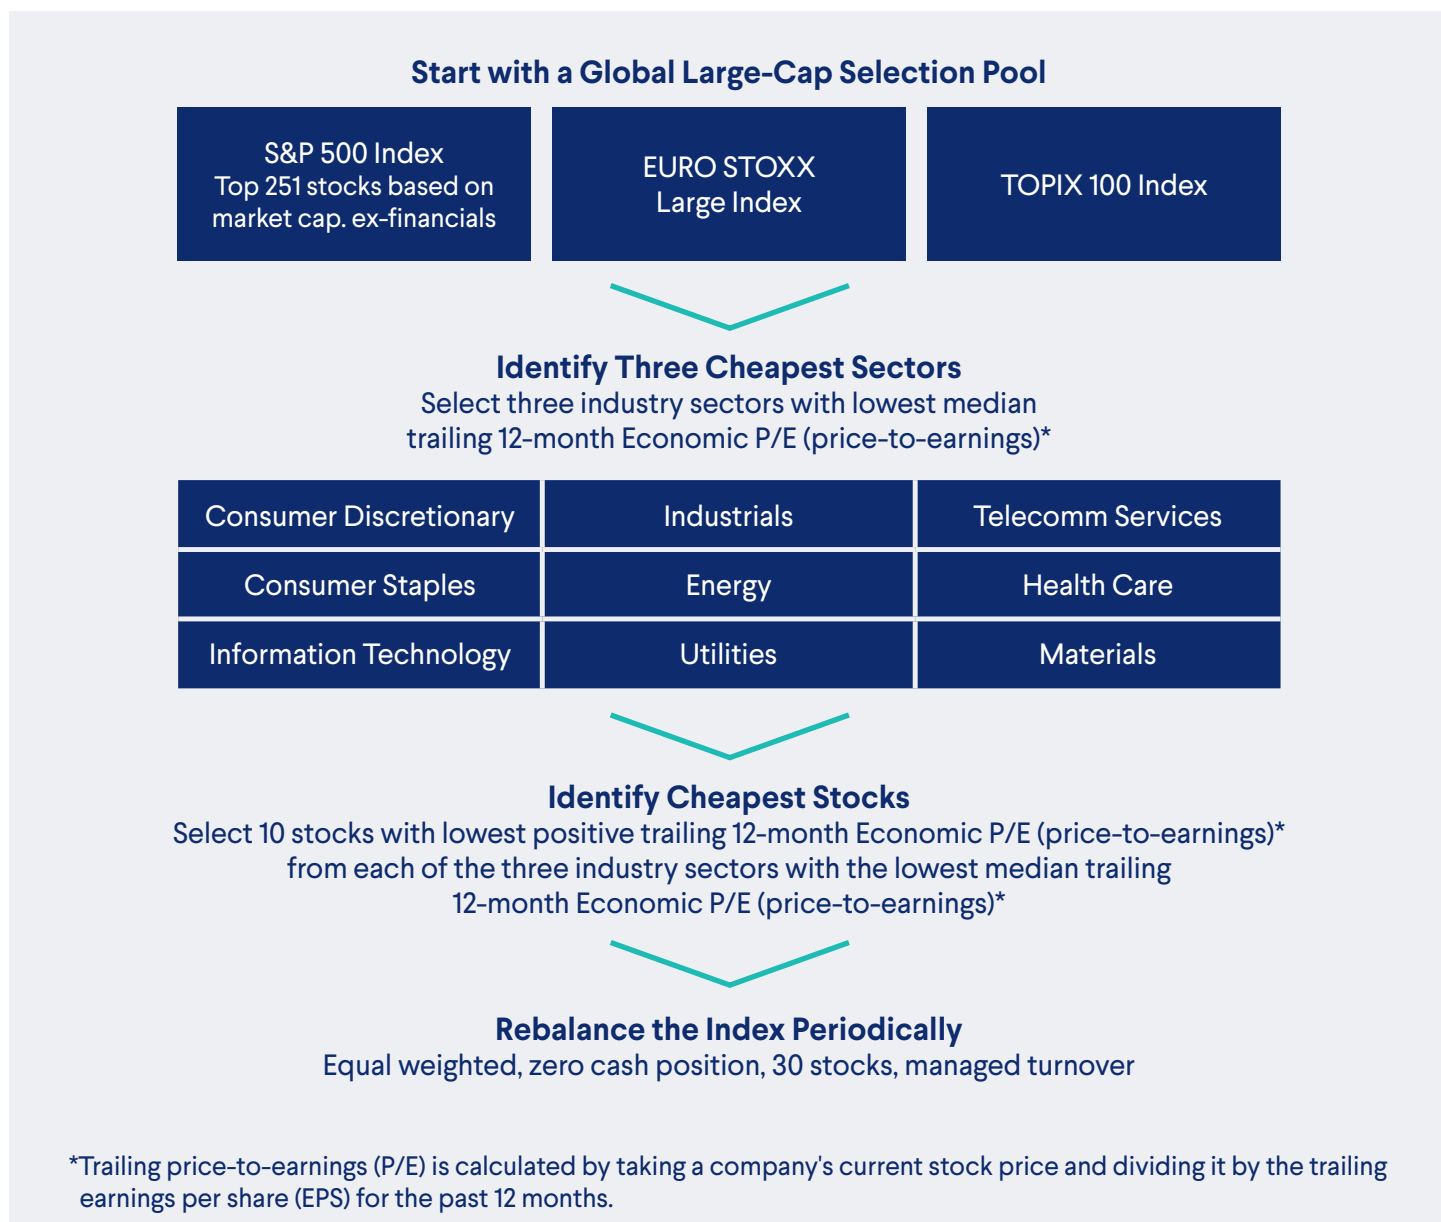 Start with a Global Large-Cap Selection Pool
S&P 500 Index
Top 251 stocks based on
market cap. ex-financials
EURO STOXX
Large Index
TOPIX 100 Index
Identify Three Cheapest Sectors
Select three industry sectors with lowest median
trailing 12-month Economic P/E (price-to-earnings)*
Consumer Discretionary
Industrials
Telecomm Services
Consumer Staples
Energy
Health Care
Information Technology
Utilities
Materials
Identify Cheapest Stocks
Select 10 stocks with lowest positive trailing 12-month Economic P/E (price-to-earnings)*
from each of the three industry sectors with the lowest median trailing
12-month Economic P/E (price-to-earnings)*
Rebalance the Index Periodically
Equal weighted, zero cash position, 30 stocks, managed turnover
*Trailing price-to-earnings (P/E) is calculated by taking a company's current stock price and dividing it by the trailing
earnings per share (EPS) for the past 12 months.